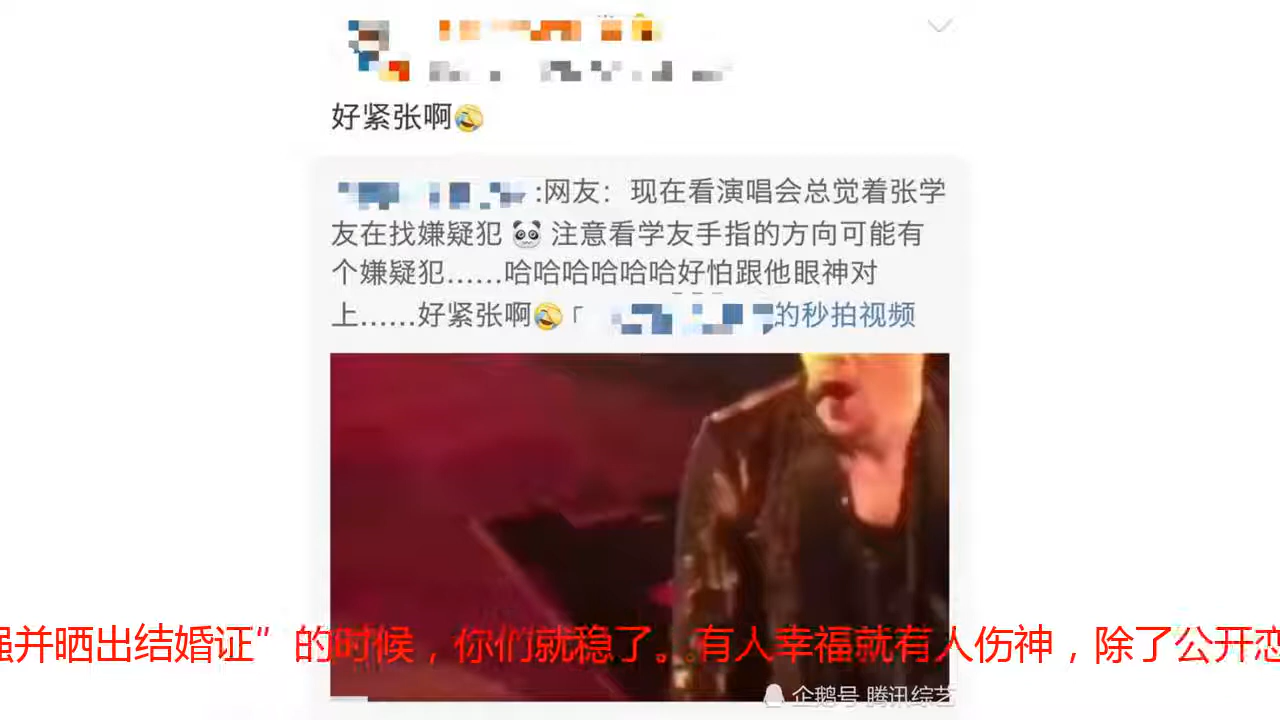 好紧张啊🤣
:网友：现在看演唱会总觉着张学
友在找嫌疑犯🐼注意看学友手指的方向可能有
个嫌疑犯……哈哈哈哈哈哈好怕跟他眼神对
上……好紧张啊🤣「
的秒拍视频
并晒出结婚证”的时候，你们就稳了。有人幸福就有人伤神，除了公开恋
企鹅号 腾讯综艺